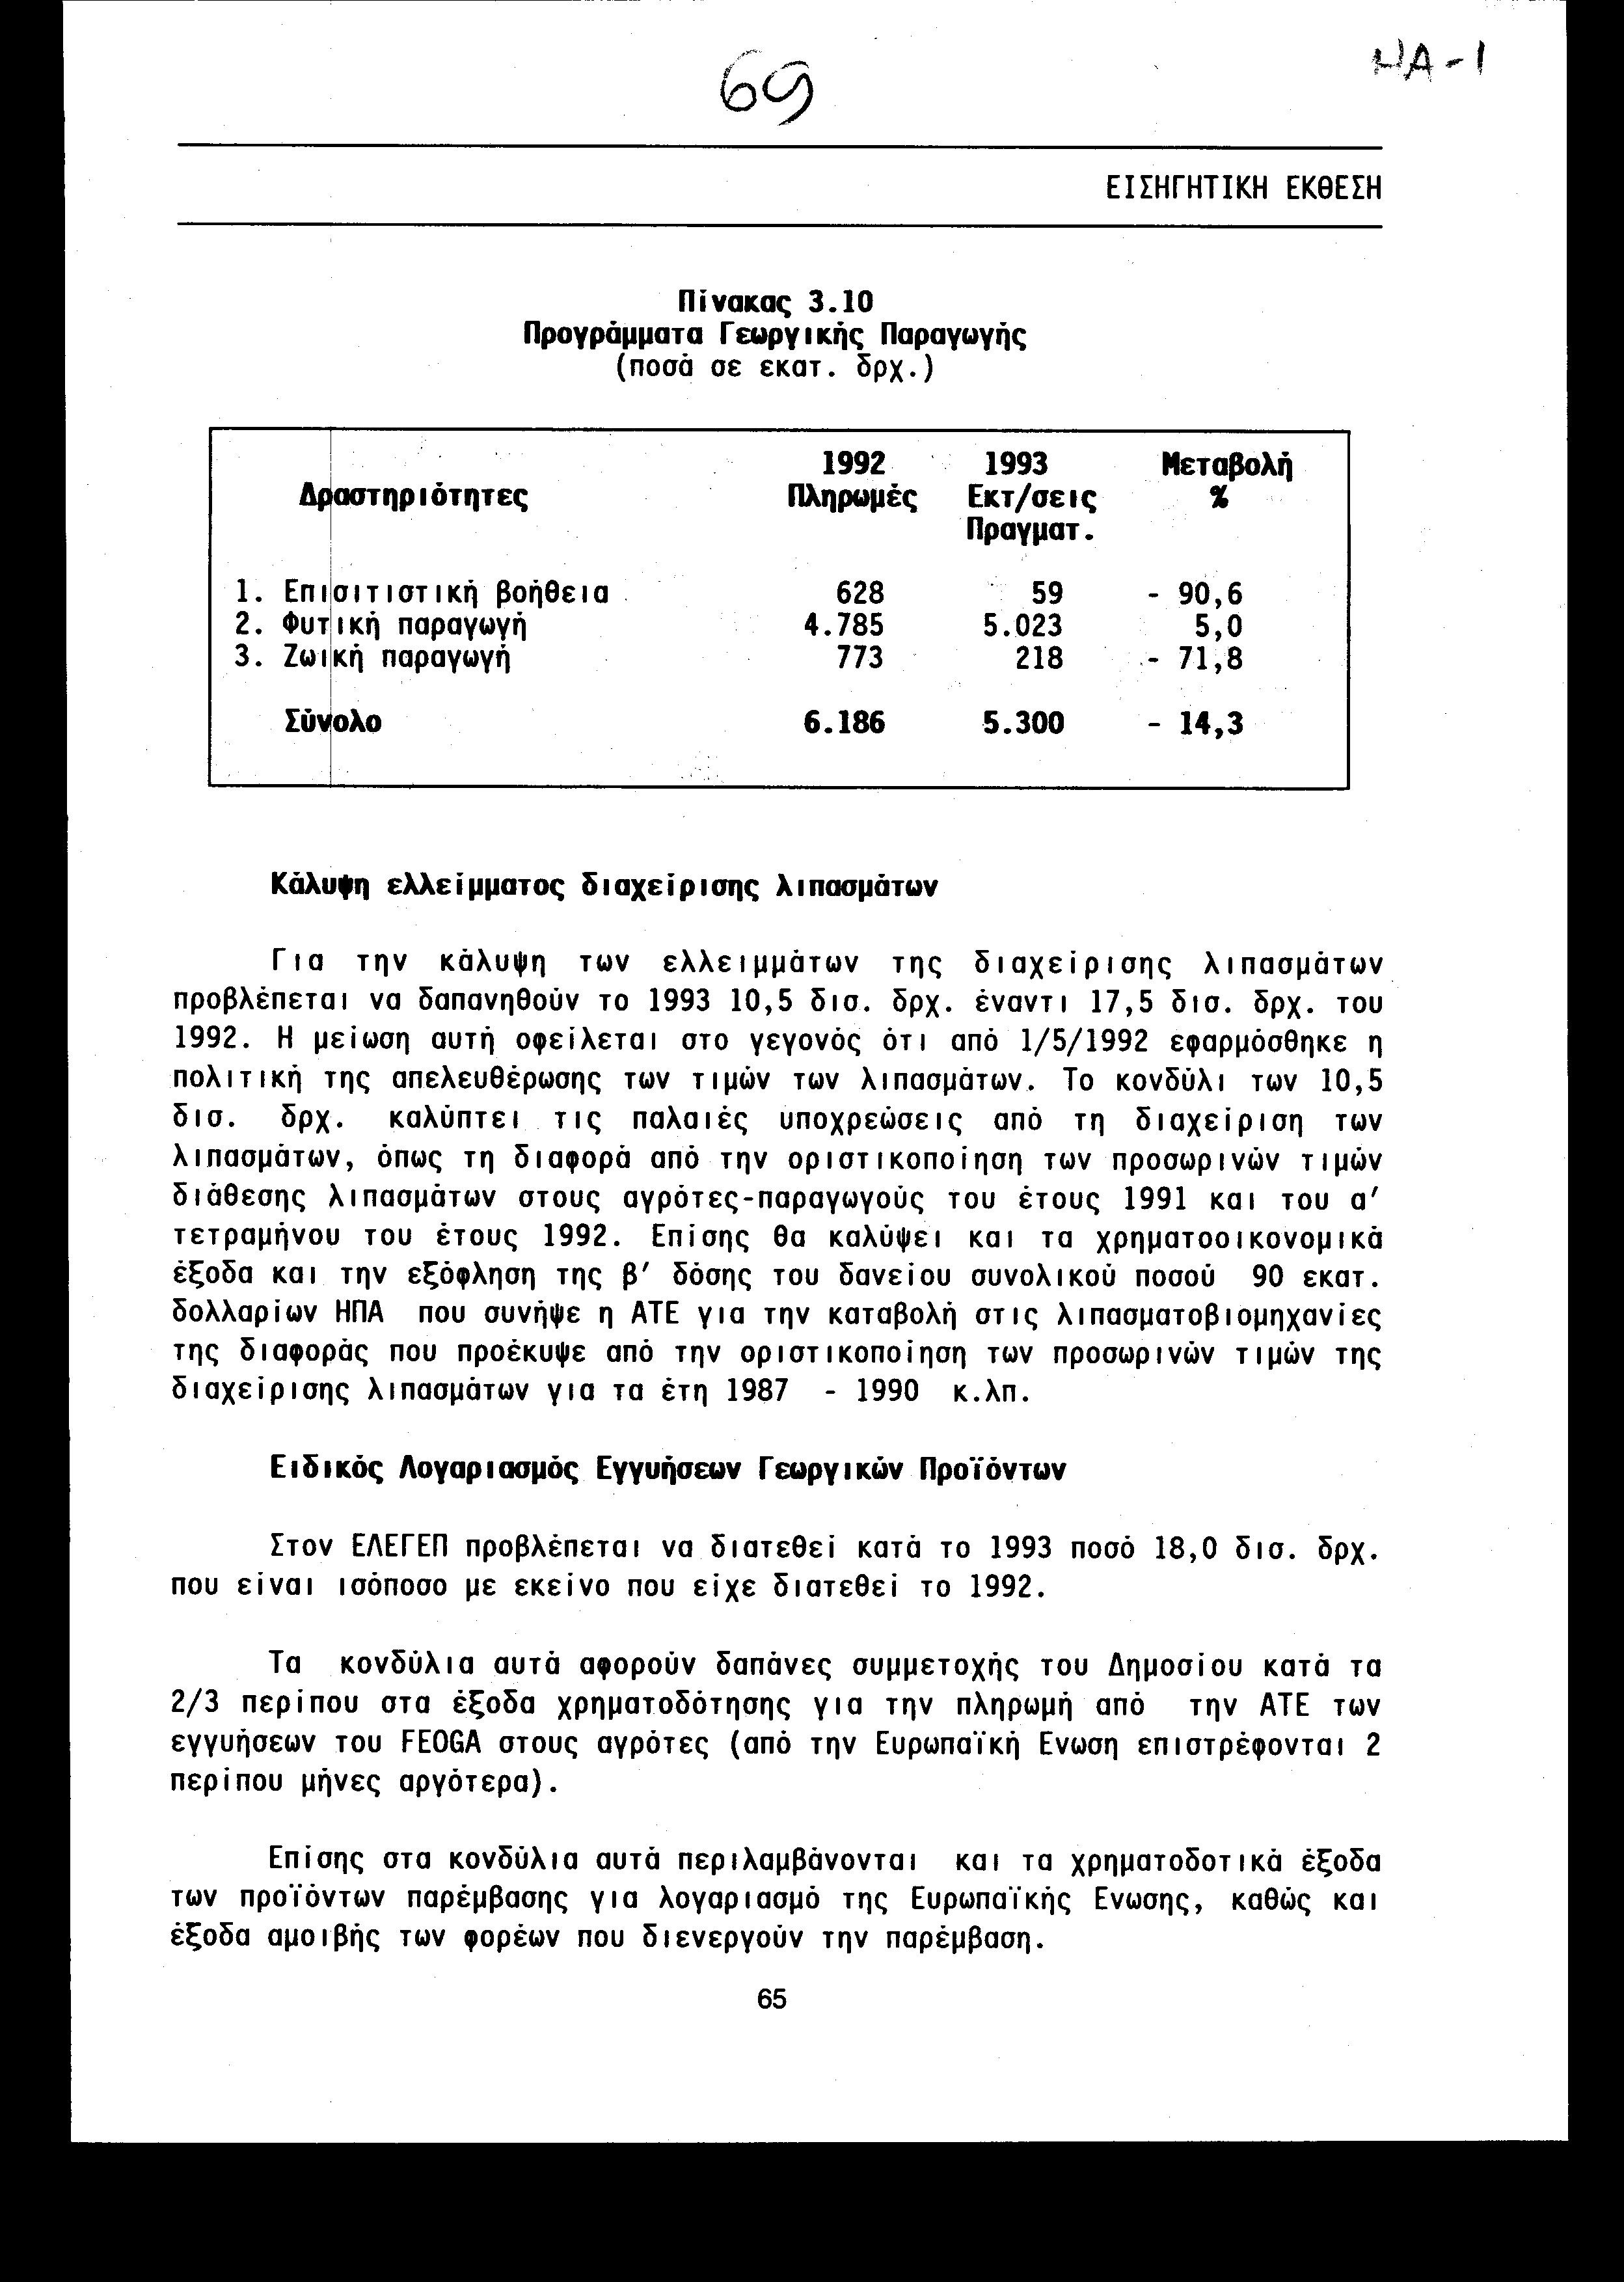 69
ΝΑ-1
ΕΙΣΗΓΗΤΙΚΗ ΕΚΘΕΣΗ
Πίνακας 3.10
Προγράμματα Γεωργικής Παραγωγής
(ποσά σε εκατ. δρχ.)
1992 1993 Μεταβολή
Δραστηριότητες Πληρωμές Εκτ/σεις %
Πραγματ.
1. Επισιτιστική βοήθεια 628 59 - 90,6
2. Φυτική παραγωγή 4.785 5.023 5,0
3. Ζωική παραγωγή 773 218 - 71,8
Σύνολο 6.186 5.300 - 14,3
Κάλυψη ελλείμματος διαχείρισης λιπασμάτων
Για την κάλυψη των ελλειμμάτων της διαχείρισης λιπασμάτων
προβλέπεται να δαπανηθούν το 1993 10,5 δισ. δρχ. έναντι 17,5 δισ. δρχ. του
1992. Η μείωση αυτή οφείλεται στο γεγονός ότι από 1/5/1992 εφαρμόσθηκε η
πολιτική της απελευθέρωσης των τιμών των λιπασμάτων. Το κονδύλι των 10,5
δισ. δρχ. καλύπτει τις παλαιές υποχρεώσεις από τη διαχείριση των
λιπασμάτων, όπως τη διαφορά από την οριστικοποίηση των προσωρινών τιμών
διάθεσης λιπασμάτων στους αγρότες-παραγωγούς του έτους 1991 και του α'
τετραμήνου του έτους 1992. Επίσης θα καλύψει και τα χρηματοοικονομικά
έξοδα και την εξόφληση της β' δόσης του δανείου συνολικού ποσού 90 εκατ.
δολλαρίων ΗΠΑ που συνήψε η ΑΤΕ για την καταβολή στις λιπασματοβιομηχανίες
της διαφοράς που προέκυψε από την οριστικοποίηση των προσωρινών τιμών της
διαχείρισης λιπασμάτων για τα έτη 1987 - 1990 κ.λπ.
Ειδικός Λογαριασμός Εγγυήσεων Γεωργικών Προϊόντων
Στον ΕΛΕΓΕΠ προβλέπεται να διατεθεί κατά το 1993 ποσό 18,0 δισ. δρχ.
που είναι ισόποσο με εκείνο που είχε διατεθεί το 1992.
Τα κονδύλια αυτά αφορούν δαπάνες συμμετοχής του Δημοσίου κατά τα
2/3 περίπου στα έξοδα χρηματοδότησης για την πληρωμή από την ΑΤΕ των
εγγυήσεων του FEOGA στους αγρότες (από την Ευρωπαϊκή Ενωση επιστρέφονται 2
περίπου μήνες αργότερα).
Επίσης στα κονδύλια αυτά περιλαμβάνονται και τα χρηματοδοτικά έξοδα
των προϊόντων παρέμβασης για λογαριασμό της Ευρωπαϊκής Ενωσης, καθώς και
έξοδα αμοιβής των φορέων που διενεργούν την παρέμβαση.
65